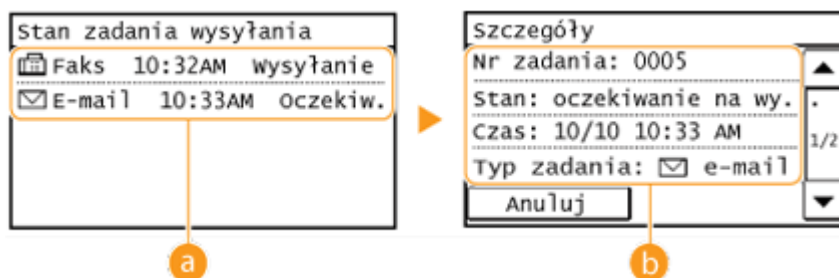 Stan zadania wysyłania
Faks 10:32AM Wysyłanie
E-mail 10:33AM Oczekiw.
a
Szczegóły
Nr zadania: 0005
Stan: oczekiwanie na wy.
Czas: 10/10 10:33 AM
Typ zadania: e-mail
1/2
Anuluj
b